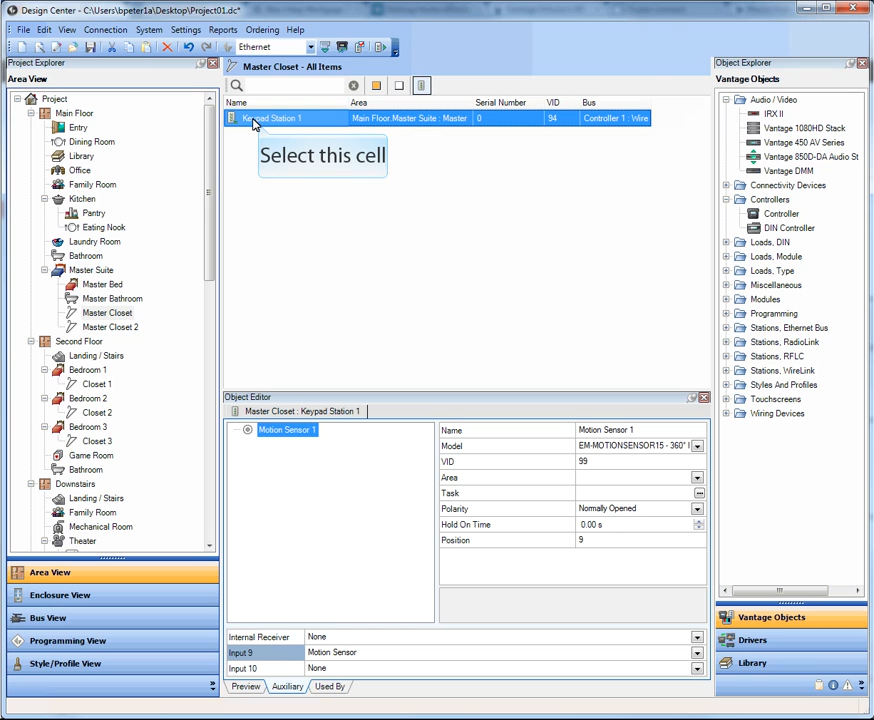 Design Center - C:\Users\bpeter1a\Desktop\Project01.dc*
File Edit View Connection System Settings Reports Ordering Help
Ethernet
Project Explorer
Area View
Project
Main Floor
Entry
Dining Room
Library
Office
Family Room
Kitchen
Pantry
Eating Nook
Laundry Room
Bathroom
Master Suite
Master Bed
Master Bathroom
Master Closet
Master Closet 2
Second Floor
Landing / Stairs
Bedroom 1
Closet 1
Bedroom 2
Closet 2
Bedroom 3
Closet 3
Game Room
Bathroom
Downstairs
Landing / Stairs
Family Room
Mechanical Room
Theater
Area View
Enclosure View
Bus View
Programming View
Style/Profile View
Master Closet - All Items
Name Area Serial Number VID Bus
Keypad Station 1 Main Floor.Master Suite : Master 0 94 Controller 1 : Wire
Select this cell
Object Editor
Master Closet : Keypad Station 1
Motion Sensor 1
Name Motion Sensor 1
Model EM-MOTIONSENSOR15 - 360°
VID 99
Area
Task
Polarity Normally Opened
Hold On Time 0.00 s
Position 9
Internal Receiver None
Input 9 Motion Sensor
Input 10 None
Preview Auxiliary Used By
Object Explorer
Vantage Objects
Audio / Video
IRX II
Vantage 1080HD Stack
Vantage 450 AV Series
Vantage 850D-DA Audio St
Vantage DMM
Connectivity Devices
Controllers
Controller
DIN Controller
Loads, DIN
Loads, Module
Loads, Type
Miscellaneous
Modules
Programming
Stations, Ethernet Bus
Stations, RadioLink
Stations, RFLC
Stations, WireLink
Styles And Profiles
Touchscreens
Wiring Devices
Vantage Objects
Drivers
Library